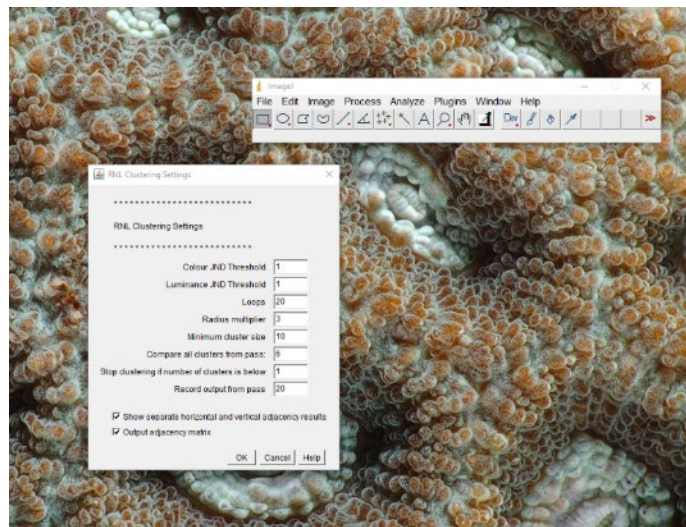 ImageJ
File Edit Image Process Analyze Plugins Window Help
A Dev
RNL Clustering Settings
RNL Clustering Settings
Colour JND Threshold 1
Luminance JND Threshold 1
Loops 20
Radius multiplier 3
Minimum cluster size 10
Compare all clusters from pass: 6
Stop clustering if number of clusters is below 1
Record output from pass 20
Show separate horizontal and vertical adjacency results
Output adjacency matrix
OK Cancel Help